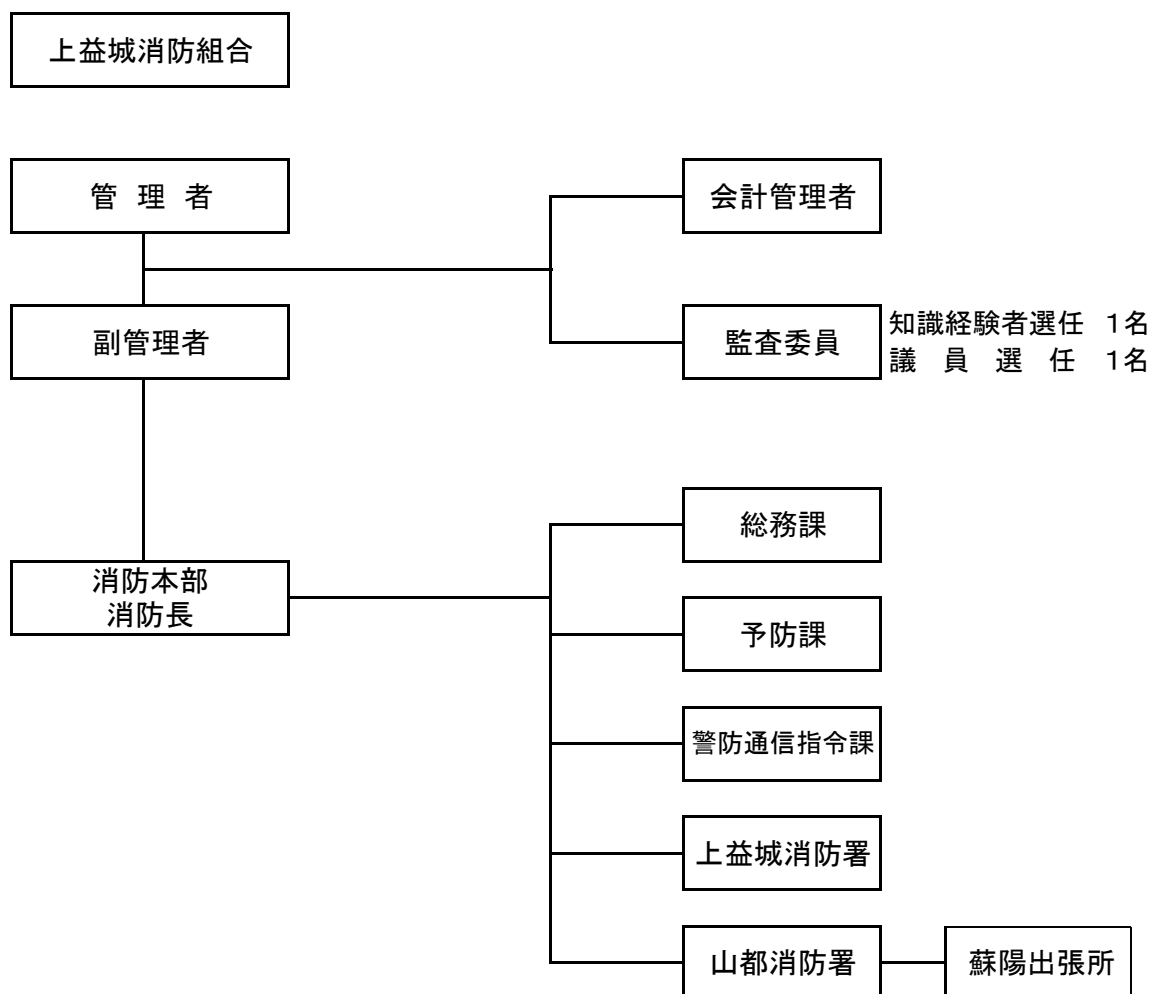 上益城消防組合
管 理 者
会計管理者
副管理者
監査委員
知識経験者選任 1名
議 員 選 任 1名
総務課
消防本部
消防長
予防課
警防通信指令課
上益城消防署
山都消防署
蘇陽出張所